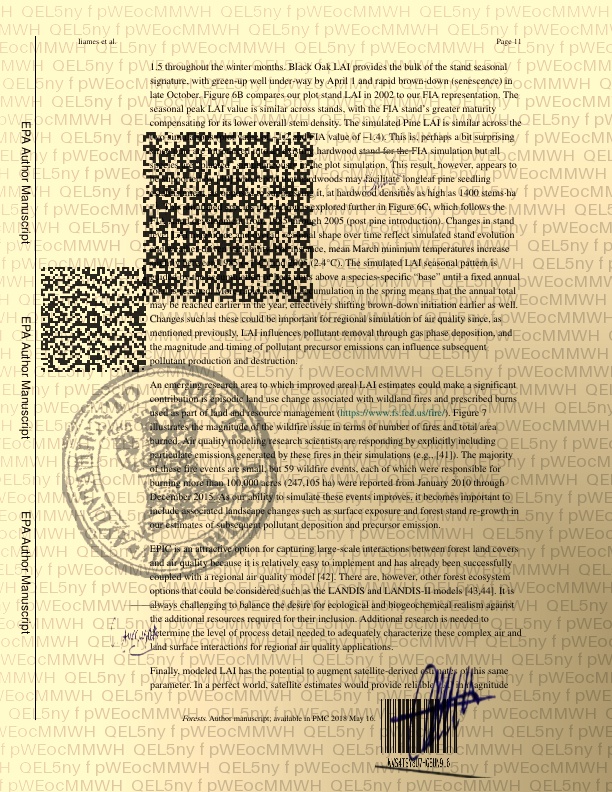 Iiames et al. Page 11
1.5 throughout the winter months. Black Oak LAI provides the bulk of the stand seasonal
signature, with green-up well under-way by April 1 and rapid brown-down (senescence) in
late October. Figure 6B compares our plot stand LAI in 2002 to our FIA representation. The
seasonal peak LAI value is similar across stands, with the FIA stand's greater maturity
compensating for its lower overall stem density. The simulated Pine LAI is similar across the
FIA value of ~1.4). This is, perhaps a bit surprising
hardwood stand for the FIA simulation but all
the plot simulation. This result, however, appears to
may facilitate longleaf pine seedling
it, at hardwood densities as high as 1400 stems ha
explored further in Figure 6C, which follows the
2005 (post pine introduction). Changes in stand
shape over time reflect simulated stand evolution
mean March minimum temperatures increase
(2.4°C). The simulated LAI seasonal pattern is
above a species-specific "base" until a fixed annual
in the spring means that the annual total
may be reached earlier in the year, effectively shifting brown-down initiation earlier as well.
Changes such as these could be important for regional simulation of air quality since, as
mentioned previously, LAI influences pollutant removal through gas phase deposition, and
the magnitude and timing of pollutant precursor emissions can influence subsequent
pollutant production and destruction.
An emerging research area to which improved areal LAI estimates could make a significant
contribution is episodic land use change associated with wildland fires and prescribed burns
used as part of land and resource management (https://www.fs.fed.us/fire/). Figure 7
illustrates the magnitude of the wildfire issue in terms of number of fires and total area
burned. Air quality modeling research scientists are responding by explicitly including
particulate emissions generated by these fires in their simulations (e.g., [41]). The majority
of these fire events are small, but 59 wildfire events, each of which were responsible for
burning more than 100,000 acres (247,105 ha) were reported from January 2010 through
December 2015. As our ability to simulate these events improves, it becomes important to
include associated landscape changes such as surface exposure and forest stand re-growth in
our estimates of subsequent pollutant deposition and precursor emission.
EPIC is an attractive option for capturing large-scale interactions between forest land covers
and air quality because it is relatively easy to implement and has already been successfully
coupled with a regional air quality model [42]. There are, however, other forest ecosystem
options that could be considered such as the LANDIS and LANDIS-II models [43,44]. It is
always challenging to balance the desire for ecological and biogeochemical realism against
the additional resources required for their inclusion. Additional research is needed to
determine the level of process detail needed to adequately characterize these complex air and
land surface interactions for regional air quality applications.
Finally, modeled LAI has the potential to augment satellite-derived estimates of this same
parameter. In a perfect world, satellite estimates would provide reliable magnitude
Forests. Author manuscript; available in PMC 2018 May 16.
EPA Author Manuscript
EPA Author Manuscript
EPA Author Manuscript